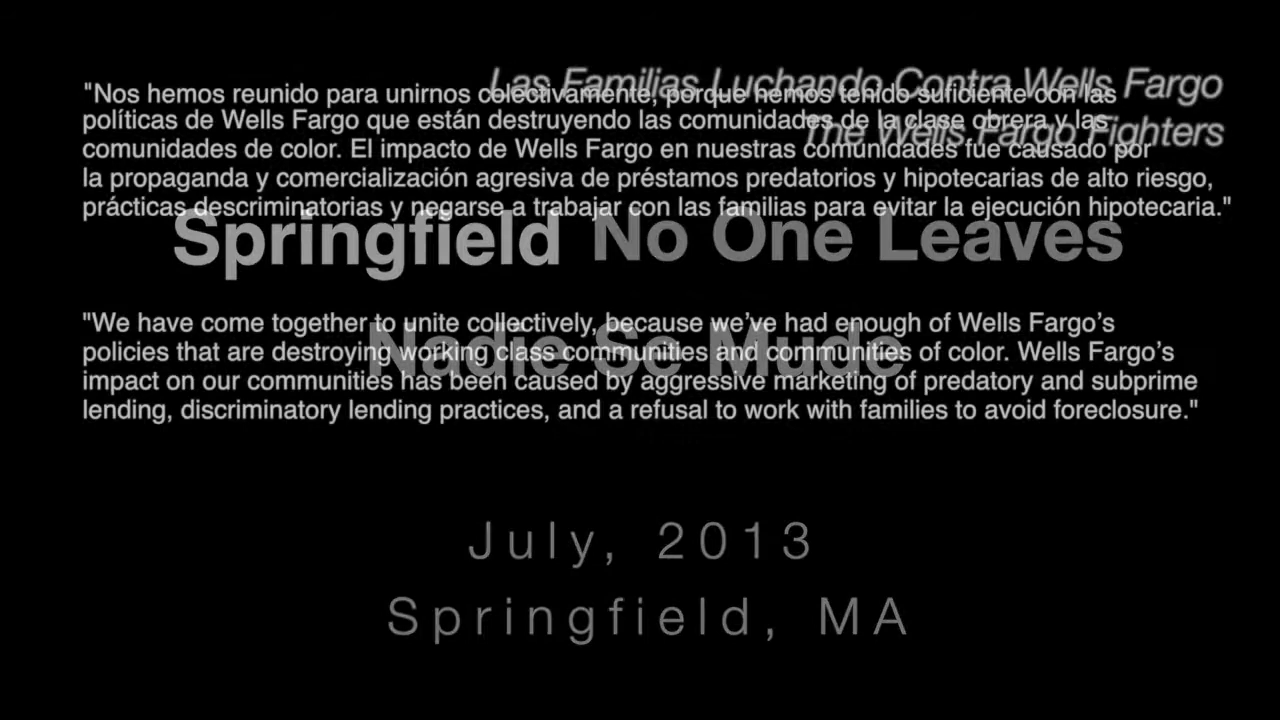 Las Familias Luchando Contra Wells Fargo
The Wells Fargo Fighters
"Nos hemos reunido para unirnos colectivamente, porque hemos tenido suficiente con las
políticas de Wells Fargo que están destruyendo las comunidades de la clase obrera y las
comunidades de color. El impacto de Wells Fargo en nuestras comunidades fue causado por
la propaganda y comercialización agresiva de préstamos predatorios y hipotecarias de alto riesgo,
prácticas descriminatorias y negarse a trabajar con las familias para evitar la ejecución hipotecaria."
Springfield No One Leaves
Nadie Se Mude
"We have come together to unite collectively, because we've had enough of Wells Fargo's
policies that are destroying working class communities and communities of color. Wells Fargo's
impact on our communities has been caused by aggressive marketing of predatory and subprime
lending, discriminatory lending practices, and a refusal to work with families to avoid foreclosure."
July, 2013
Springfield, MA